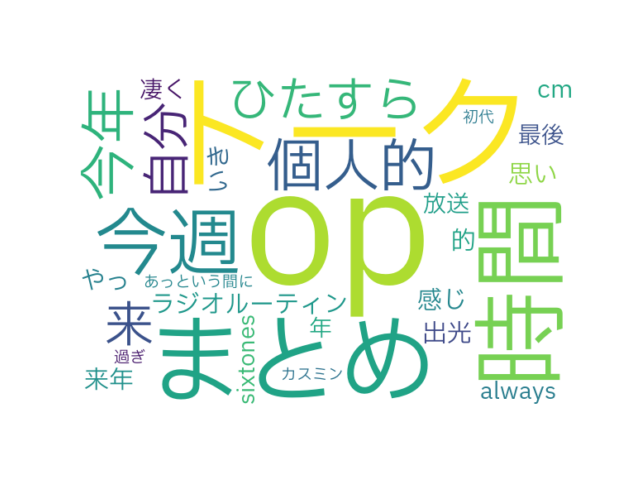 凄く
ひたすら
cm
トーク
今年
自分
初代
最後
いき
個人的
思い
op
放送
今週
時間
的
やっ
あっという間に
ラジオルーティン
感じ
来
年
出光
まとめ
sixtones
過ぎ
カスミン
来年
always